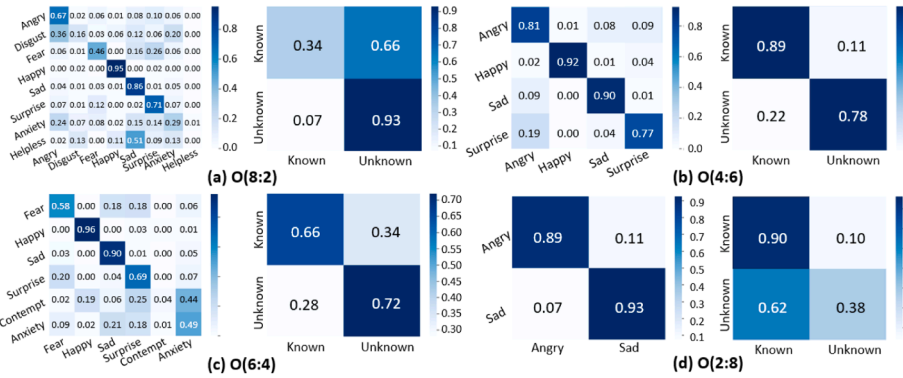 Angry 0.67 0.02 0.06 0.01 0.08 0.10 0.06 0.00
Disgust 0.36 0.16 0.03 0.06 0.12 0.06 0.20 0.00
Fear 0.06 0.01 0.46 0.04 0.16 0.26 0.02 0.00
Happy 0.00 0.02 0.00 0.95 0.02 0.00 0.02 0.00
Sad 0.04 0.01 0.03 0.01 0.86 0.01 0.05 0.00
Surprise 0.07 0.01 0.12 0.00 0.02 0.71 0.07 0.00
Anxiety 0.24 0.07 0.08 0.02 0.15 0.14 0.29 0.01
Helpless 0.02 0.13 0.00 0.11 0.51 0.09 0.13 0.00
Angry Disgust Fear Happy Sad Surprise Anxiety Helpless
0.8
0.6
0.4
0.2
0.0
Known 0.34 0.66
Unknown 0.07 0.93
Known Unknown
0.9
0.8
0.7
0.6
0.5
0.4
0.3
0.2
0.1
(a) O(8:2)
Angry 0.81 0.01 0.08 0.09
Happy 0.02 0.92 0.01 0.04
Sad 0.09 0.00 0.90 0.01
Surprise 0.19 0.00 0.04 0.77
Angry Happy Sad Surprise
0.8
0.6
0.4
0.2
0.0
Known 0.89 0.11
Unknown 0.22 0.78
Known Unknown
(b) O(4:6)
Fear 0.58 0.00 0.18 0.18 0.00 0.06
Happy 0.00 0.96 0.00 0.03 0.00 0.01
Sad 0.03 0.00 0.90 0.01 0.00 0.05
Surprise 0.20 0.00 0.04 0.69 0.00 0.07
Contempt 0.02 0.19 0.06 0.25 0.04 0.44
Anxiety 0.09 0.02 0.21 0.18 0.01 0.49
Fear Happy Sad Surprise Contempt Anxiety
Known 0.66 0.34
Unknown 0.28 0.72
Known Unknown
0.70
0.65
0.60
0.55
0.50
0.45
0.40
0.35
0.30
(c) O(6:4)
Angry 0.89 0.11
Sad 0.07 0.93
Angry Sad
0.9
0.8
0.7
0.6
0.5
0.4
0.3
0.2
0.1
Known 0.90 0.10
Unknown 0.62 0.38
Known Unknown
(d) O(2:8)